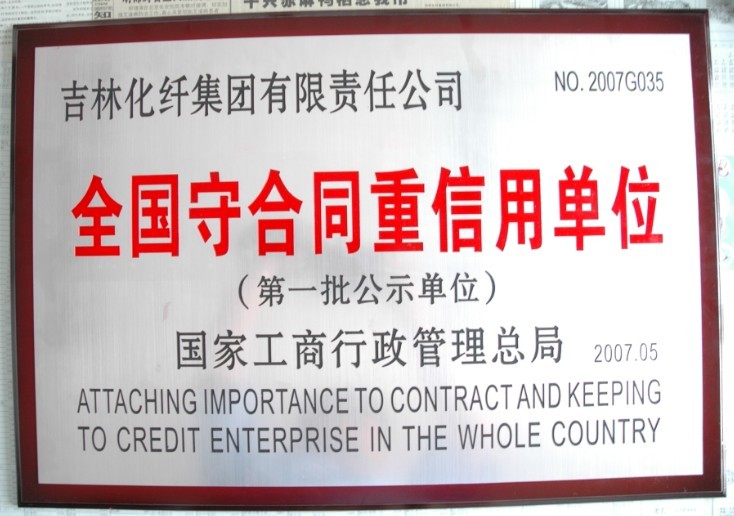 吉林化纤集团有限责任公司 NO. 2007G035
全国守合同重信用单位
(第一批公示单位)
国家工商行政管理总局 2007.05
ATTACHING IMPORTANCE TO CONTRACT AND KEEPING
TO CREDIT ENTERPRISE IN THE WHOLE COUNTRY